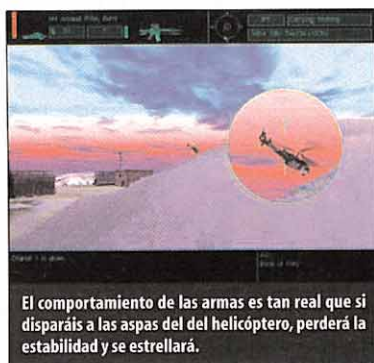 El comportamiento de las armas es tan real que si
disparáis a las aspas del del helicóptero, perderá la
estabilidad y se estrellará.